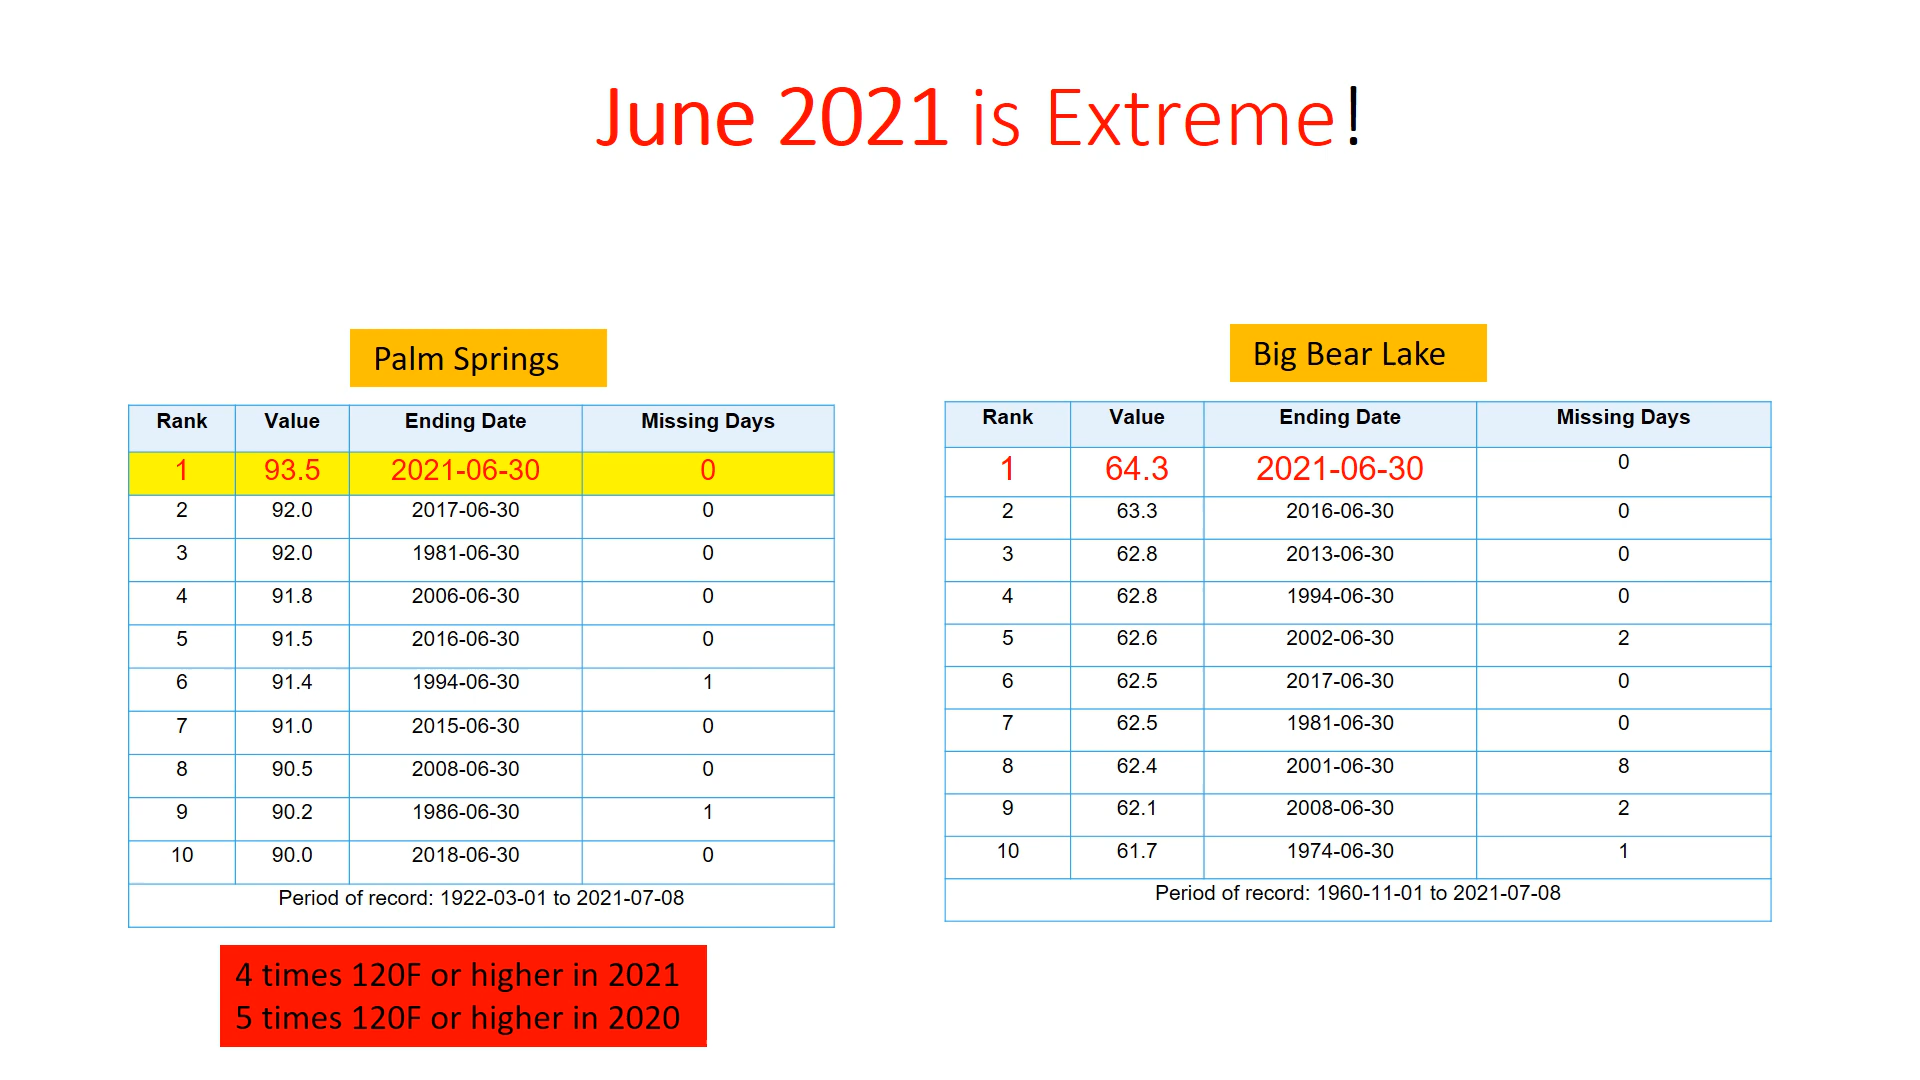 June 2021 is Extreme!
Palm Springs
Rank Value Ending Date Missing Days
1 93.5 2021-06-30 0
2 92.0 2017-06-30 0
3 92.0 1981-06-30 0
4 91.8 2006-06-30 0
5 91.5 2016-06-30 0
6 91.4 1994-06-30 1
7 91.0 2015-06-30 0
8 90.5 2008-06-30 0
9 90.2 1986-06-30 1
10 90.0 2018-06-30 0
Period of record: 1922-03-01 to 2021-07-08
4 times 120F or higher in 2021
5 times 120F or higher in 2020
Big Bear Lake
Rank Value Ending Date Missing Days
1 64.3 2021-06-30 0
2 63.3 2016-06-30 0
3 62.8 2013-06-30 0
4 62.8 1994-06-30 0
5 62.6 2002-06-30 2
6 62.5 2017-06-30 0
7 62.5 1981-06-30 0
8 62.4 2001-06-30 8
9 62.1 2008-06-30 2
10 61.7 1974-06-30 1
Period of record: 1960-11-01 to 2021-07-08